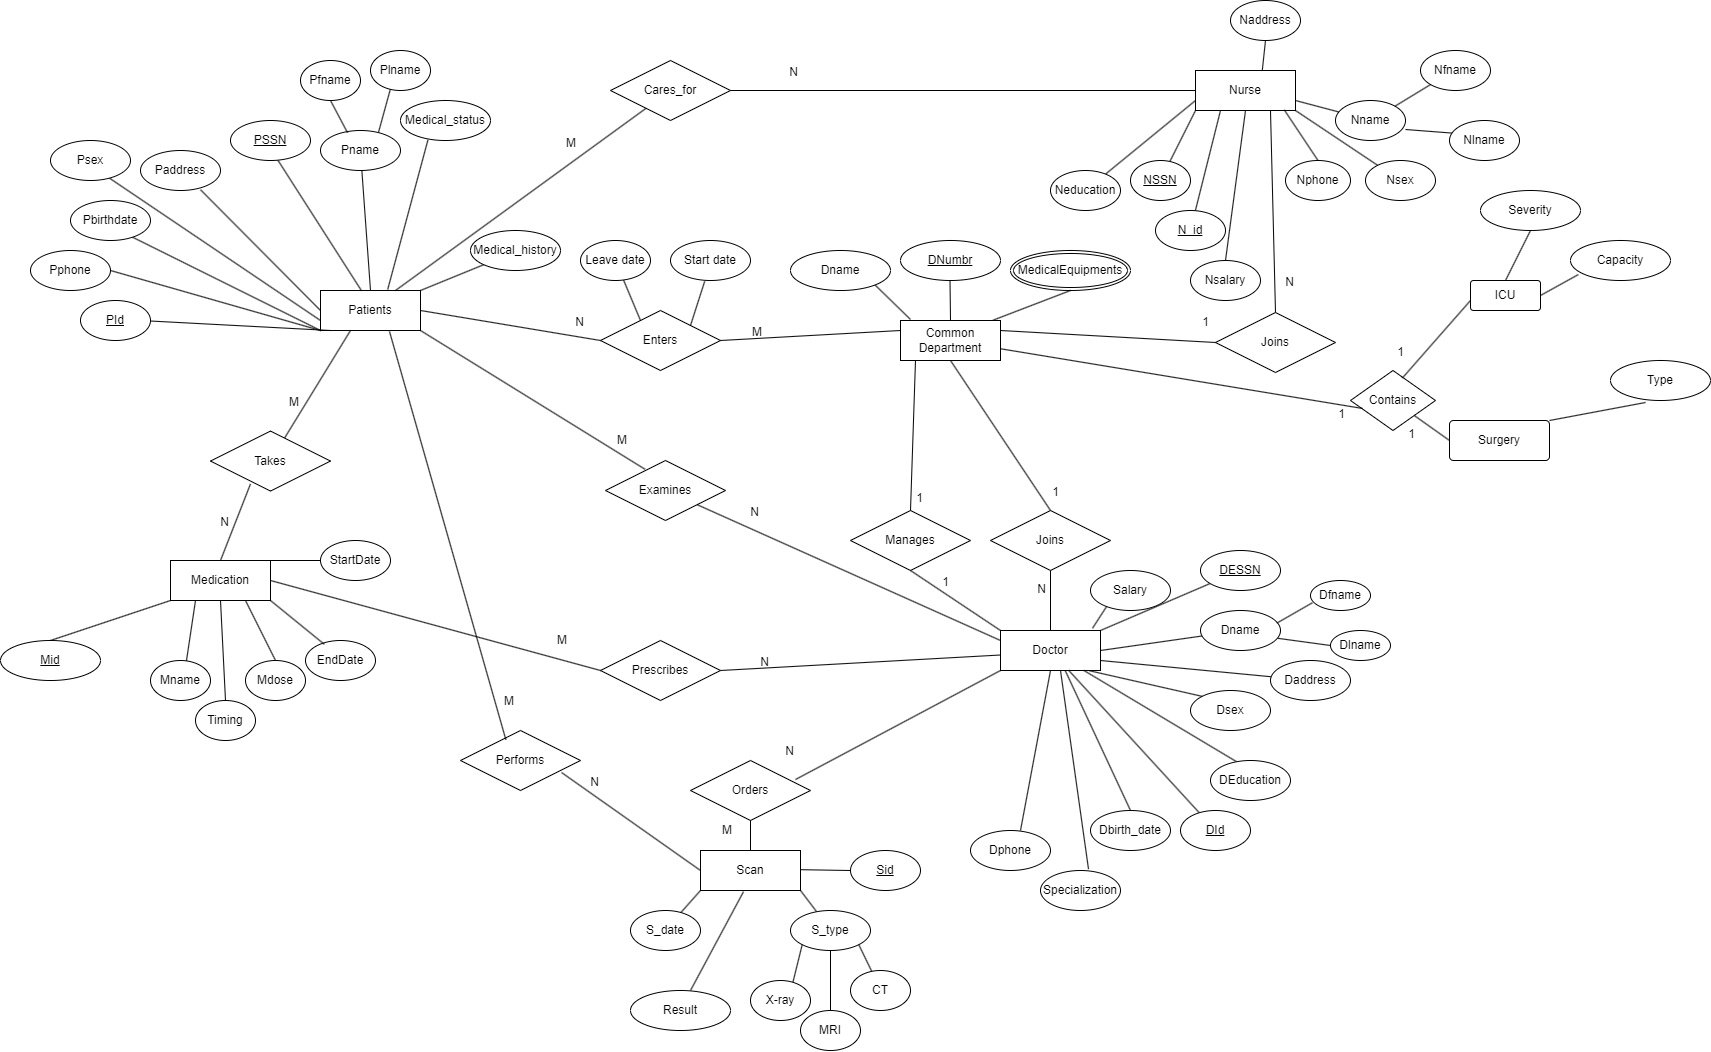 Naddress
Plname
Pfname
N
Nfname
Cares_for
Nurse
Medical_status
Nname
PSSN
M
Nlname
Pname
Psex
Paddress
NSSN
Nphone
Nsex
Neducation
Severity
Pbirthdate
N_id
Medical_history
Leave date
Start date
DNumbr
Capacity
Pphone
Dname
MedicalEquipments
Nsalary
N
ICU
Patients
PId
N
M
1
Common
Department
Enters
Joins
1
Type
M
Contains
1
1
M
Surgery
Takes
Examines
1
1
N
N
Manages
Joins
StartDate
DESSN
Medication
1
N
Salary
Dfname
Dname
M
Dlname
Doctor
Mid
EndDate
N
Prescribes
Mname
Mdose
Daddress
M
Dsex
Timing
N
Performs
N
DEducation
Orders
M
Dbirth_date
DId
Dphone
Scan
Sid
Specialization
S_date
S_type
CT
X-ray
Result
MRI